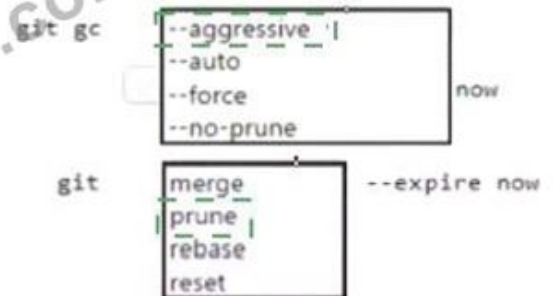 git gc
--aggressive
--auto
--force
now
--no-prune
git
merge
--expire now
prune
rebase
reset